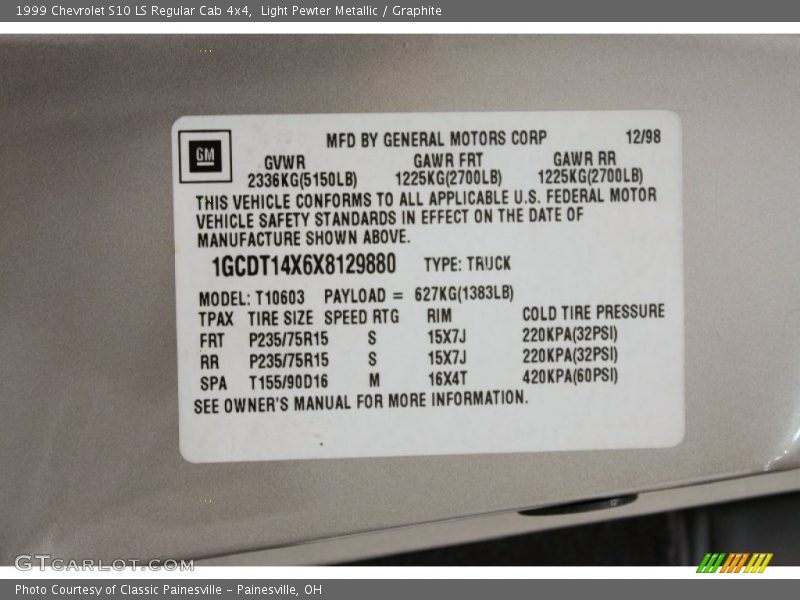 1999 Chevrolet S10 LS Regular Cab 4x4, Light Pewter Metallic / Graphite
GM
MFD BY GENERAL MOTORS CORP 12/98
GVWR GAWR FRT GAWR RR
2336KG(5150LB) 1225KG(2700LB) 1225KG(2700LB)
THIS VEHICLE CONFORMS TO ALL APPLICABLE U.S. FEDERAL MOTOR
VEHICLE SAFETY STANDARDS IN EFFECT ON THE DATE OF
MANUFACTURE SHOWN ABOVE.
1GCDT14X6X8129880 TYPE: TRUCK
MODEL: T10603 PAYLOAD = 627KG(1383LB)
TPAX TIRE SIZE SPEED RTG RIM COLD TIRE PRESSURE
FRT P235/75R15 S 15X7J 220KPA(32PSI)
RR P235/75R15 S 15X7J 220KPA(32PSI)
SPA T155/90D16 M 16X4T 420KPA(60PSI)
SEE OWNER'S MANUAL FOR MORE INFORMATION.
GTCARLOT.COM
Photo Courtesy of Classic Painesville - Painesville, OH